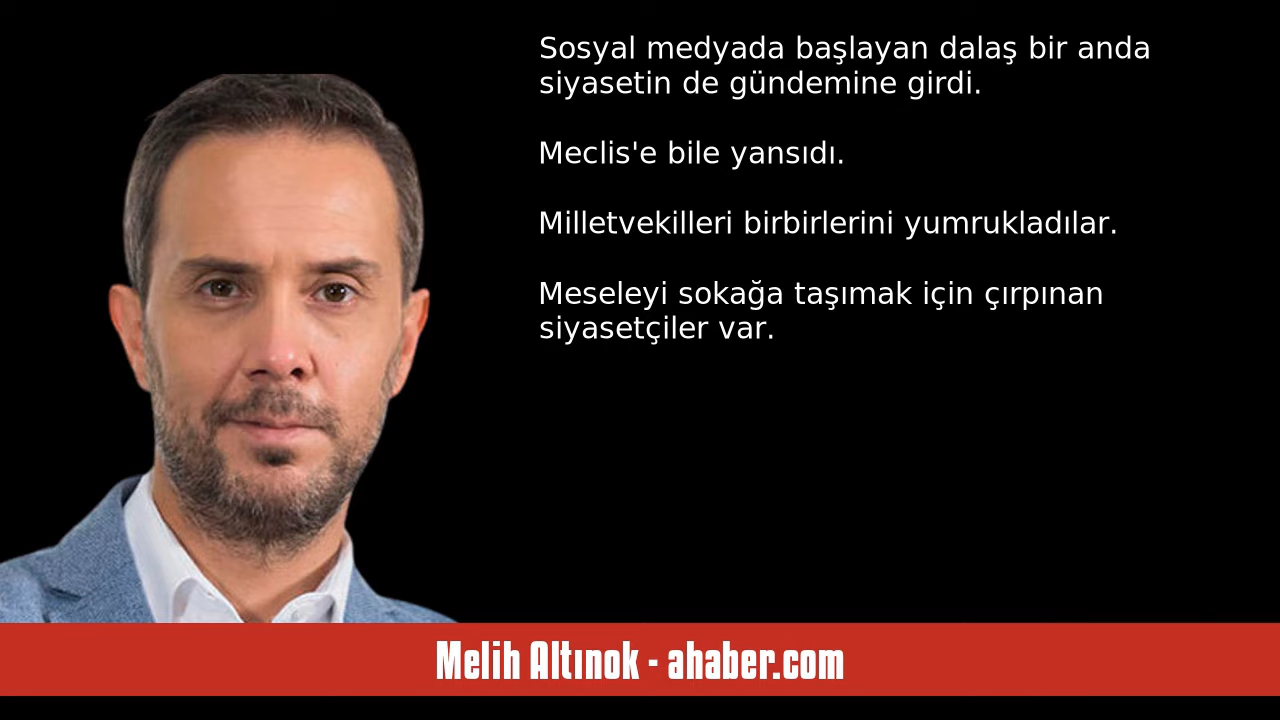 Sosyal medyada başlayan dalaş bir anda
siyasetin de gündemine girdi.
Meclis'e bile yansıdı.
Milletvekilleri birbirlerini yumrukladılar.
Meseleyi sokağa taşımak için çırpınan
siyasetçiler var.
Melih Altınok - ahaber.com